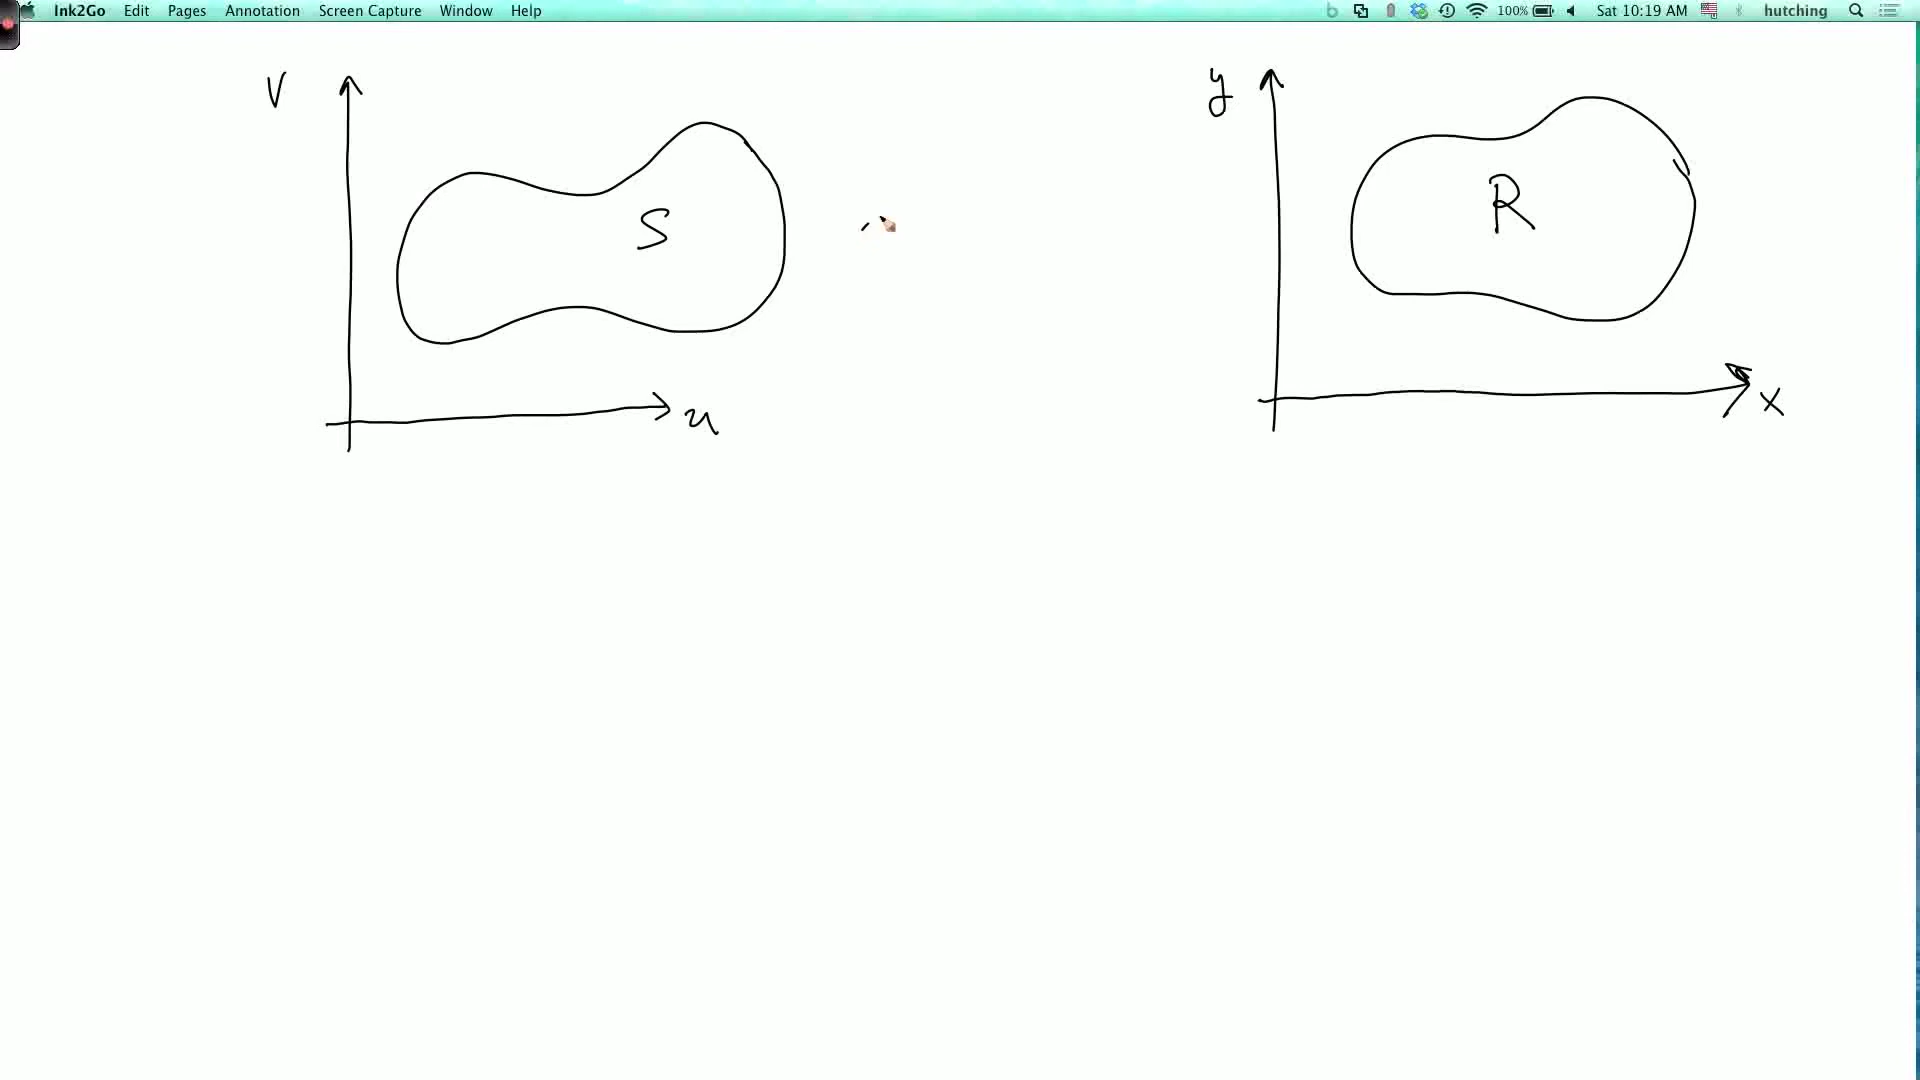 Ink2Go Edit Pages Annotation Screen Capture Window Help 100% Sat 10:19 AM hutching
V y
S R
u x